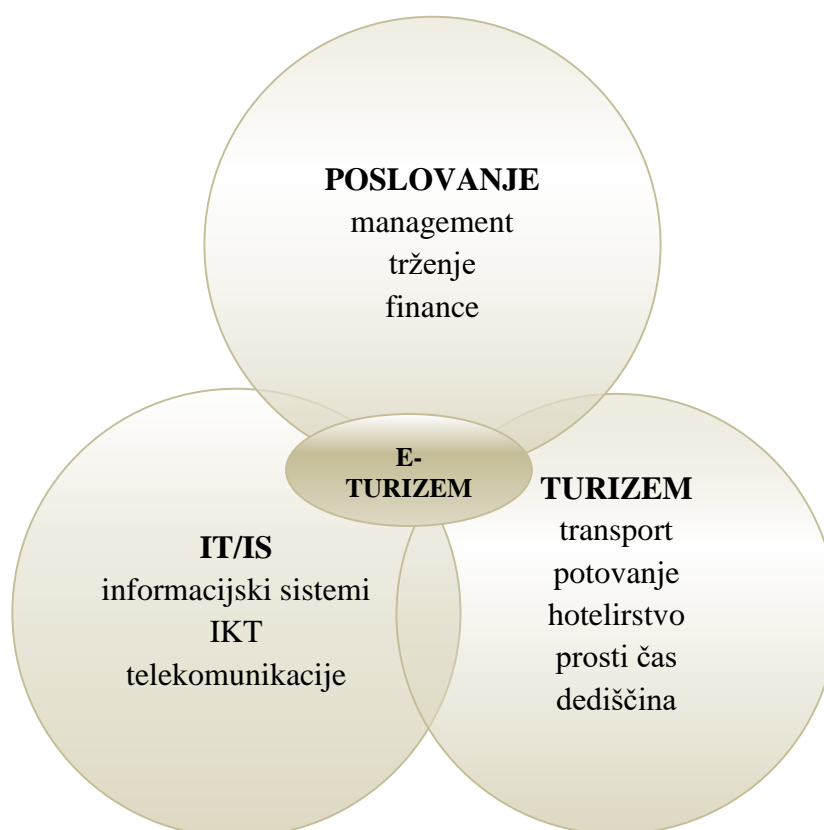 POSLOVANJE
management
trženje
finance
E-
TURIZEM
IT/IS
informacijski sistemi
IKT
telekomunikacije
TURIZEM
transport
potovanje
hotelirstvo
prosti čas
dediščina